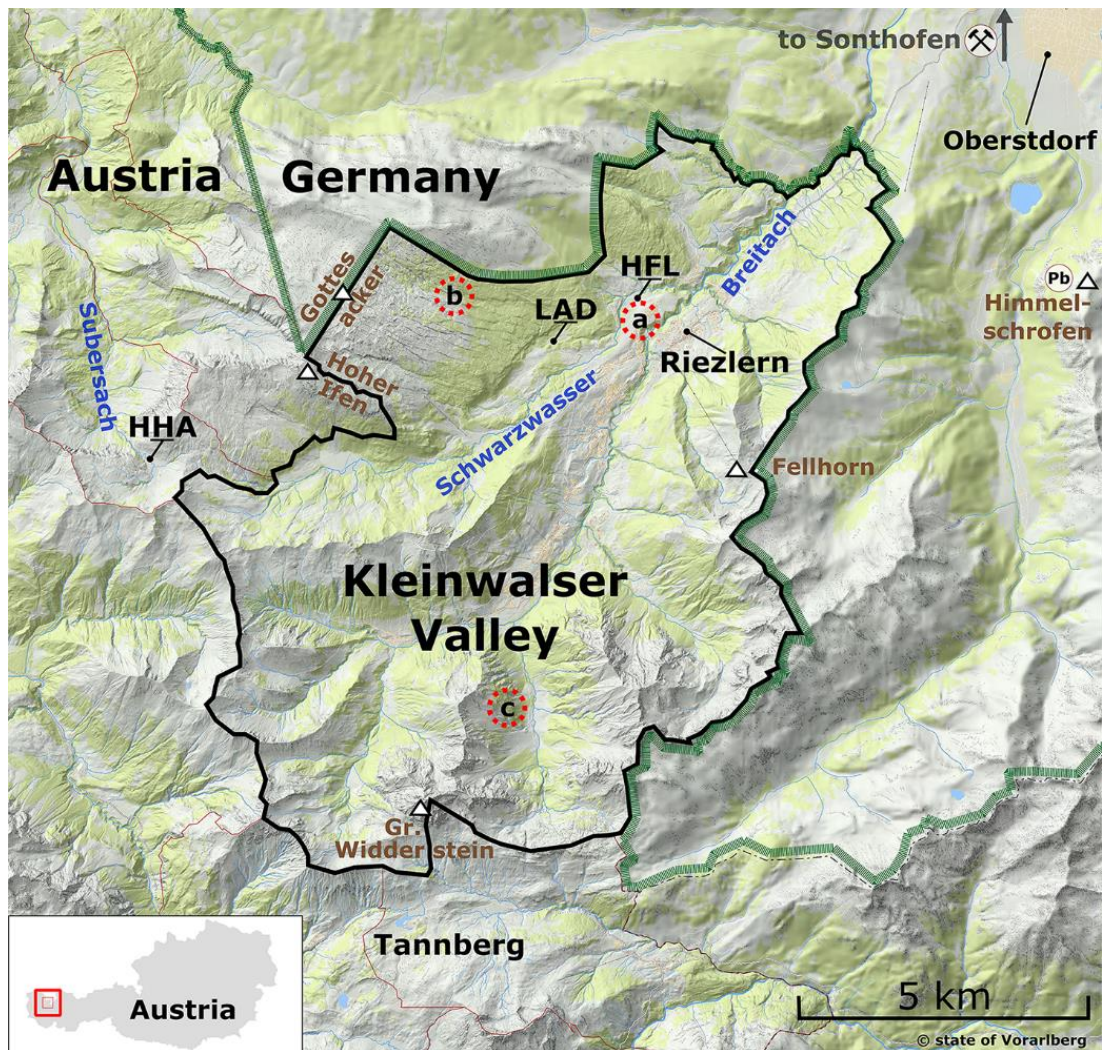 to Sonthofen
Oberstdorf
Austria
Germany
Gottes
acker
b
HFL
a
LAD
Breitach
Pb
Himmel-
schrofen
Subersach
Hoher
Ifen
Riezlern
HHA
Schwarzwasser
Fellhorn
Kleinwalser
Valley
c
Gr.
Widderstein
Tannberg
Austria
5 km
© state of Vorarlberg